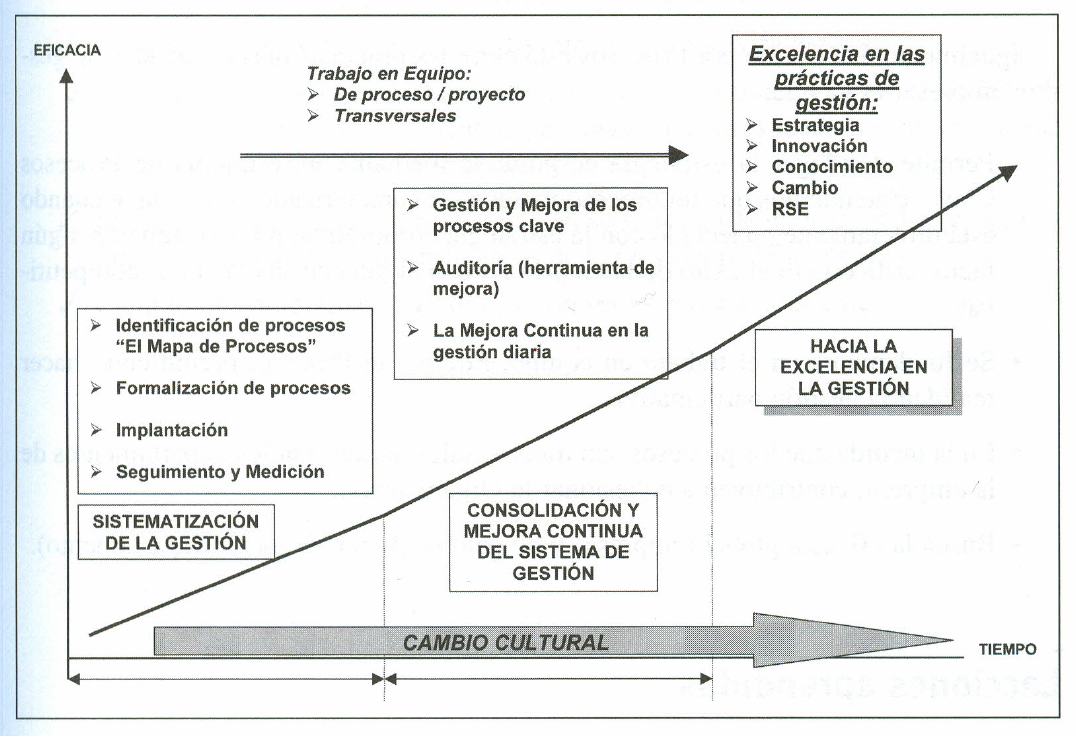 EFICACIA
Trabajo en Equipo:
➢ De proceso / proyecto
➢ Transversales
Excelencia en las
prácticas de
gestión:
➢ Estrategia
➢ Innovación
➢ Conocimiento
➢ Cambio
➢ RSE
➢ Gestión y Mejora de los
procesos clave
➢ Auditoría (herramienta de
mejora)
➢ La Mejora Continua en la
gestión diaria
➢ Identificación de procesos
“El Mapa de Procesos”
➢ Formalización de procesos
➢ Implantación
➢ Seguimiento y Medición
HACIA LA
EXCELENCIA EN
LA GESTIÓN
SISTEMATIZACIÓN
DE LA GESTIÓN
CONSOLIDACIÓN Y
MEJORA CONTINUA
DEL SISTEMA DE
GESTIÓN
CAMBIO CULTURAL
TIEMPO